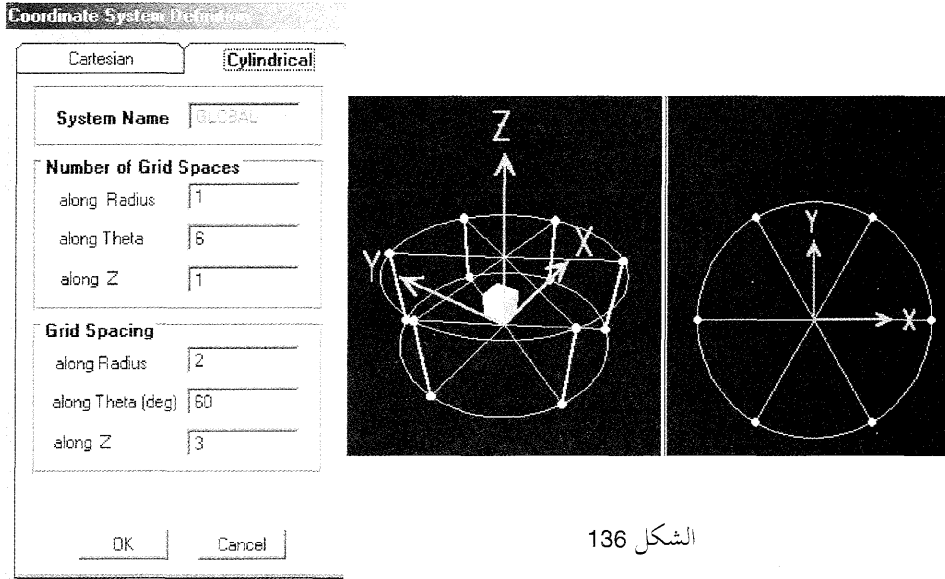 Coordinate System Definition
Cartesian
Cylindrical
System Name GLOBAL
Number of Grid Spaces
along Radius 1
along Theta 6
along Z 1
Grid Spacing
along Radius 2
along Theta (deg) 60
along Z 3
OK Cancel
Z
X
Y
Y
X
الشكل 136